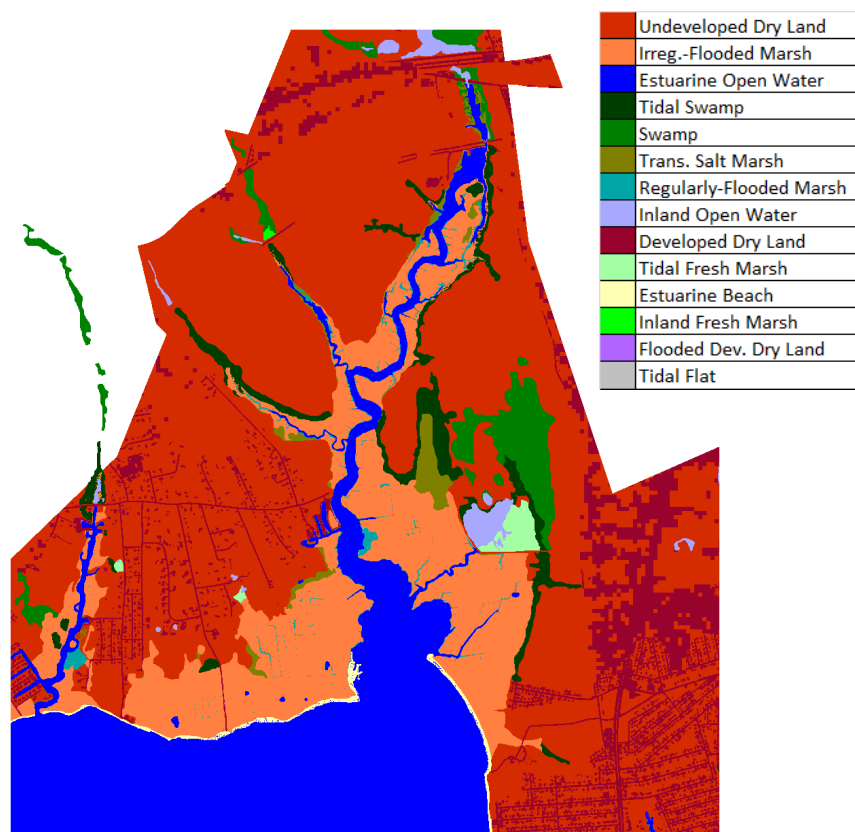 Undeveloped Dry Land
Irreg.-Flooded Marsh
Estuarine Open Water
Tidal Swamp
Swamp
Trans. Salt Marsh
Regularly-Flooded Marsh
Inland Open Water
Developed Dry Land
Tidal Fresh Marsh
Estuarine Beach
Inland Fresh Marsh
Flooded Dev. Dry Land
Tidal Flat